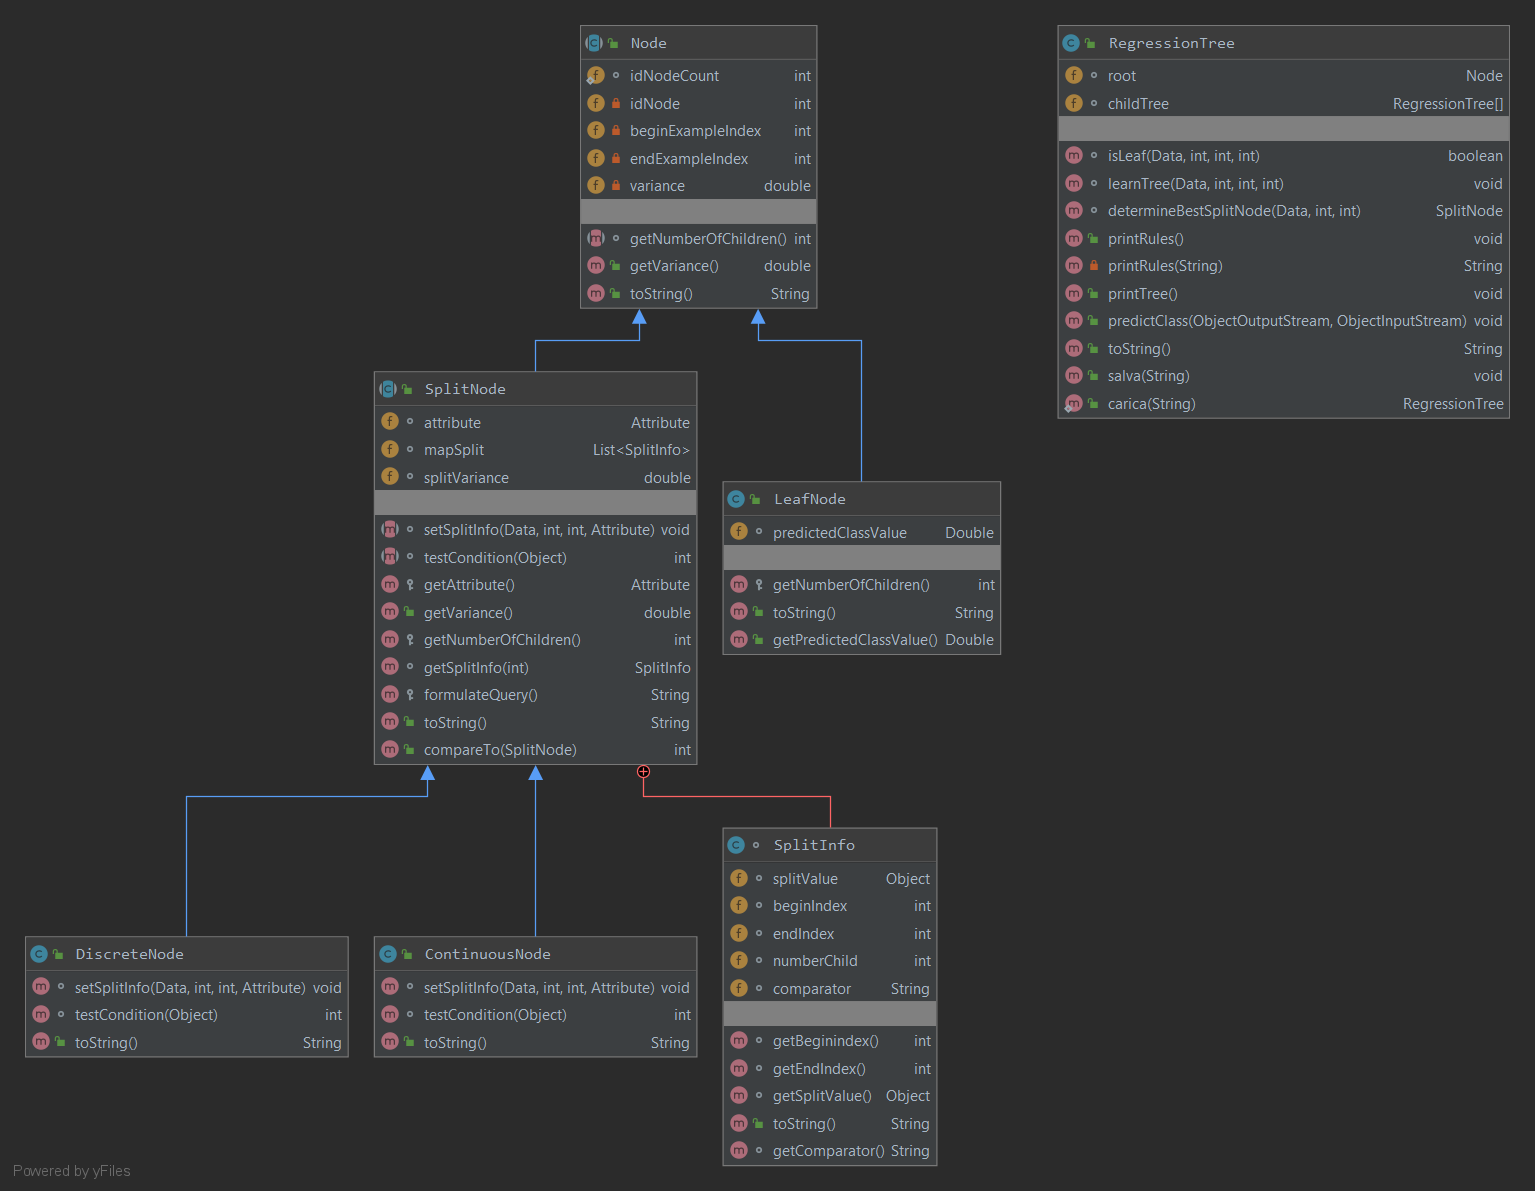 Node
idNodeCount int
idNode int
beginExampleIndex int
endExampleIndex int
variance double
getNumberOfChildren() int
getVariance() double
toString() String
RegressionTree
root Node
childTree RegressionTree[]
isLeaf(Data, int, int, int) boolean
learnTree(Data, int, int, int) void
determineBestSplitNode(Data, int, int) SplitNode
printRules() void
printRules(String) String
printTree() void
predictClass(ObjectOutputStream, ObjectInputStream) void
toString() String
salva(String) void
carica(String) RegressionTree
SplitNode
attribute Attribute
mapSplit List<SplitInfo>
splitVariance double
setSplitInfo(Data, int, int, Attribute) void
testCondition(Object) int
getAttribute() Attribute
getVariance() double
getNumberOfChildren() int
getSplitInfo(int) SplitInfo
formulateQuery() String
toString() String
compareTo(SplitNode) int
LeafNode
predictedClassValue Double
getNumberOfChildren() int
toString() String
getPredictedClassValue() Double
SplitInfo
splitValue Object
beginIndex int
endIndex int
numberChild int
comparator String
getBeginindex() int
getEndIndex() int
getSplitValue() Object
toString() String
getComparator() String
DiscreteNode
setSplitInfo(Data, int, int, Attribute) void
testCondition(Object) int
toString() String
ContinuousNode
setSplitInfo(Data, int, int, Attribute) void
testCondition(Object) int
toString() String
Powered by yFiles